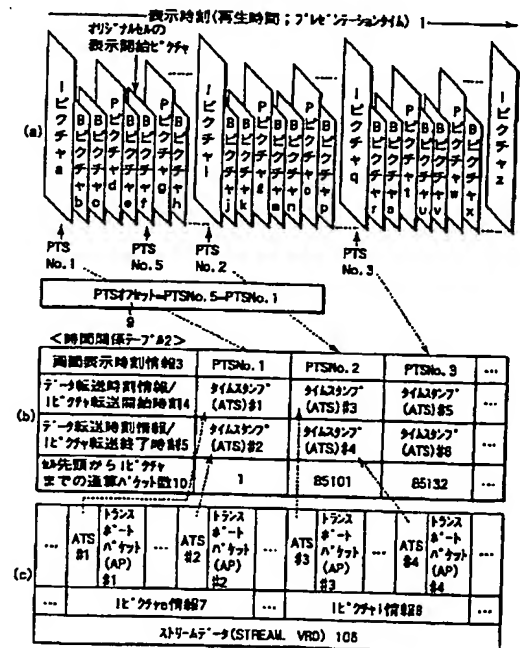 表示時刻(再生時間;プレゼンテーションタイム) 1
オリジナルセルの
表示開始ピクチャ
(a)
Iピクチャa
Bピクチャb
Bピクチャc
Pピクチャd
Bピクチャe
Bピクチャf
Pピクチャg
Bピクチャh
Iピクチャi
Bピクチャj
Bピクチャk
Pピクチャℓ
Bピクチャm
Bピクチャn
Pピクチャo
Bピクチャp
Iピクチャq
Bピクチャr
Bピクチャs
Pピクチャt
Bピクチャu
Bピクチャv
Pピクチャw
Bピクチャx
Iピクチャz
PTS No.1
PTS No.5
PTS No.2
PTS No.3
PTSオフセット=PTSNo.5-PTSNo.1
9
<時間関係テーブル2>
(b)
画面表示時刻情報3 PTSNo.1 PTSNo.2 PTSNo.3 ...
データ転送時刻情報/
Iピクチャ転送開始時刻4 タイムスタンプ(ATS)#1 タイムスタンプ(ATS)#3 タイムスタンプ(ATS)#5 ...
データ転送時刻情報/
Iピクチャ転送終了時刻5 タイムスタンプ(ATS)#2 タイムスタンプ(ATS)#4 タイムスタンプ(ATS)#6 ...
セル先頭からIピクチャ
までの通算パケット数10 1 85101 85132 ...
(c)
... ATS #1 トランスポートパケット(AP)#1 ... ATS #2 トランスポートパケット(AP)#2 ... ATS #3 トランスポートパケット(AP)#3 ... ATS #4 トランスポートパケット(AP)#4 ...
... Iピクチャa情報7 ... Iピクチャi情報8 ...
ストリームデータ(STREAM. VRO) 106